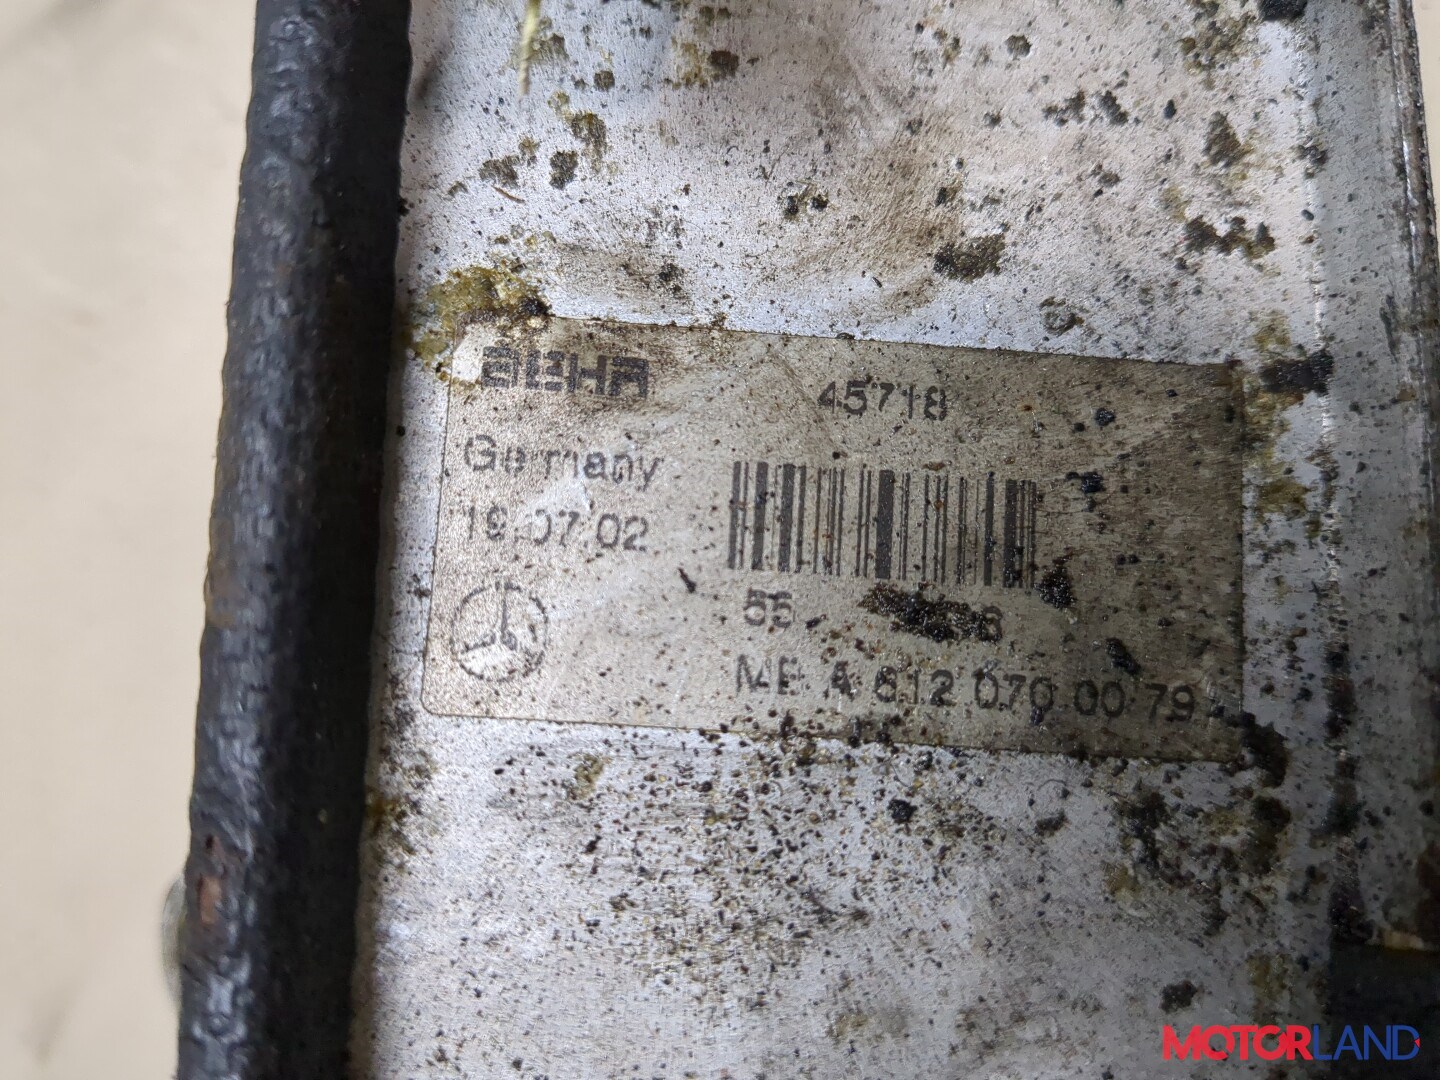 BEHR
45718
Germany
19.07.02
MB A 612 070 00 79
MOTORLAND